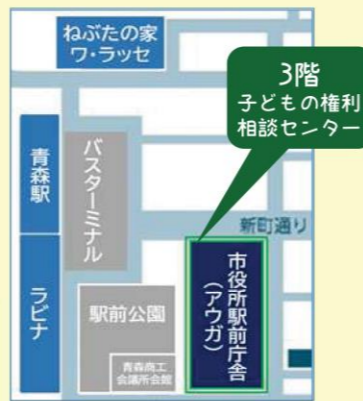 ねぶたの家
ワ・ラッセ
3階
子どもの権利
相談センター
青森駅
バスターミナル
新町通り
ラビナ
駅前公園
青森商工
会議所会館
市役所駅前庁舎
(アウガ)